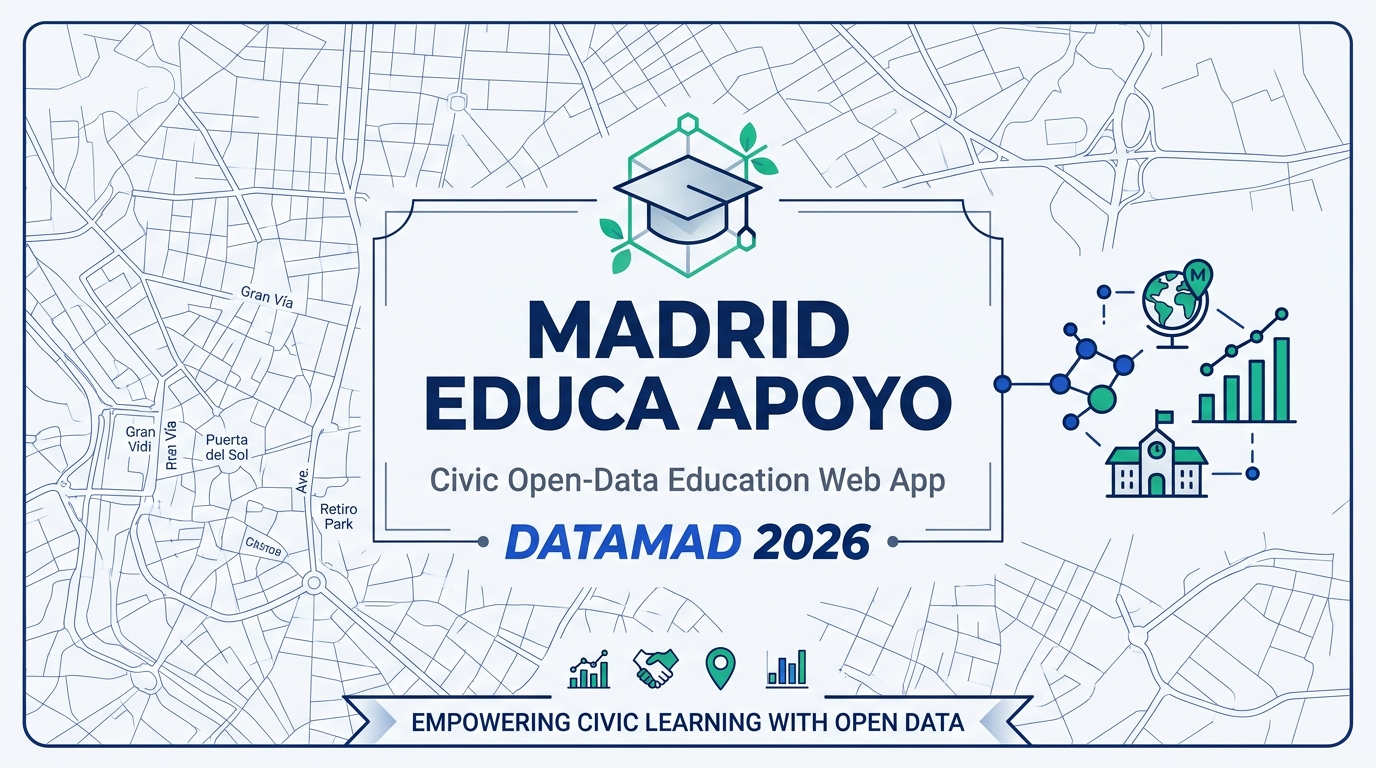 MADRID
EDUCA APOYO
Civic Open-Data Education Web App
DATAMAD 2026
M
Gran Vía
Gran
Vidi
Puerta
del Sol
Ave.
Retiro
Park
EMPOWERING CIVIC LEARNING WITH OPEN DATA